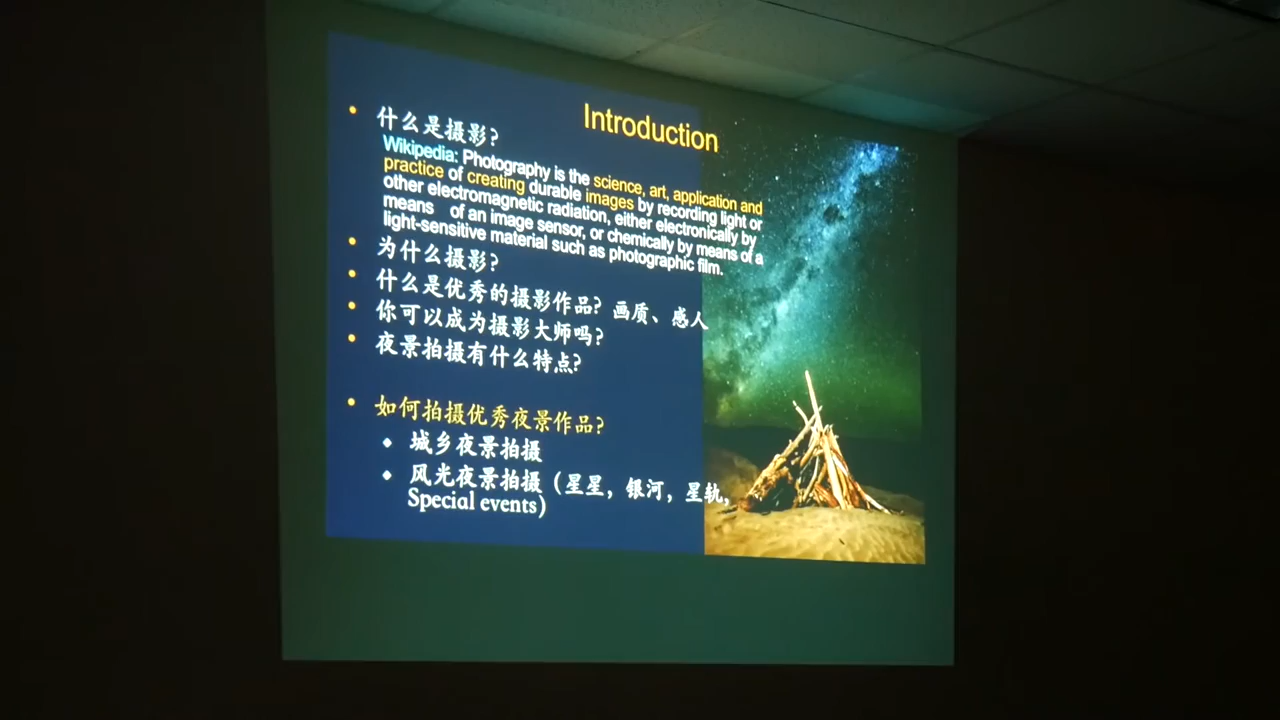 Introduction
什么是摄影?
Wikipedia: Photography is the science, art, application and
practice of creating durable images by recording light or
other electromagnetic radiation, either electronically by
means of an image sensor, or chemically by means of a
light-sensitive material such as photographic film.
为什么摄影?
什么是优秀的摄影作品? 画质、感人
你可以成为摄影大师吗?
夜景拍摄有什么特点?
如何拍摄优秀夜景作品?
城乡夜景拍摄
风光夜景拍摄（星星，银河，星轨，
Special events)